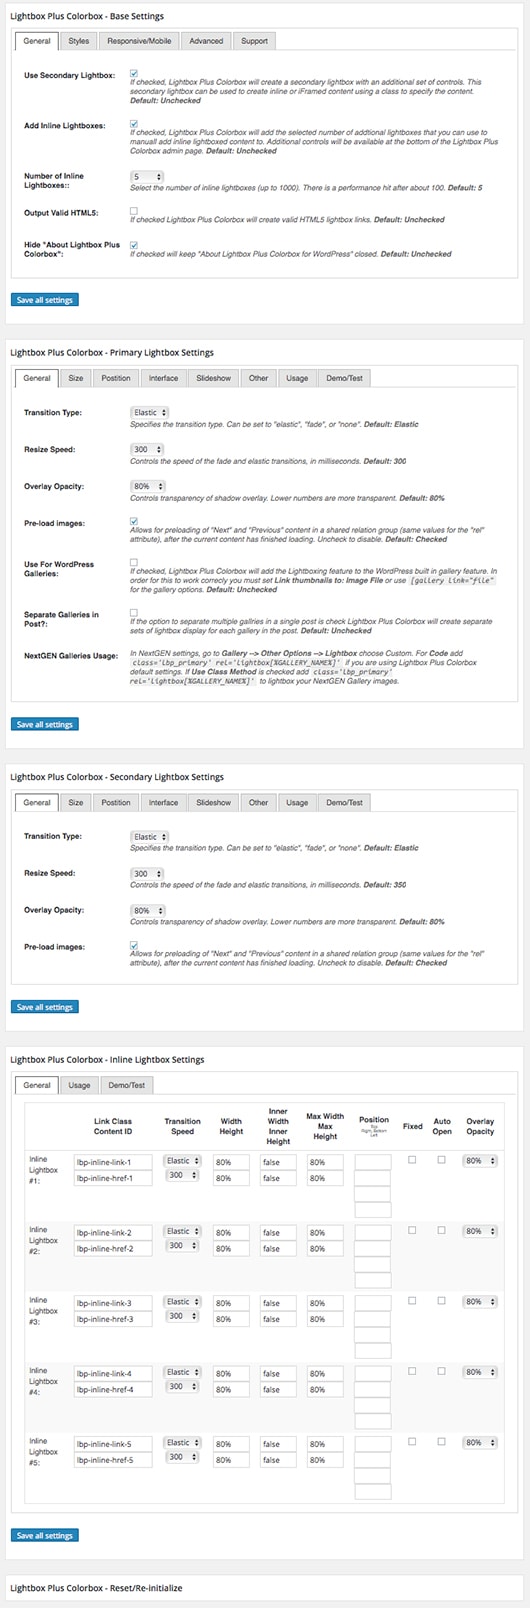 Lightbox Plus Colorbox - Base Settings
General Styles Responsive/Mobile Advanced Support
Use Secondary Lightbox:
If checked, Lightbox Plus Colorbox will create a secondary lightbox with an additional set of controls. This
secondary lightbox can be used to create inline or iFramed content using a class to specify the content.
Default: Unchecked
Add Inline Lightboxes:
If checked, Lightbox Plus Colorbox will add the selected number of addtional lightboxes that you can use to
manuall add inline lightboxed content to. Additional controls will be available at the bottom of the Lightbox Plus
Colorbox admin page. Default: Unchecked
Number of Inline
Lightboxes::
5
Select the number of inline lightboxes (up to 1000). There is a performance hit after about 100. Default: 5
Output Valid HTML5:
If checked Lightbox Plus Colorbox will create valid HTML5 lightbox links. Default: Unchecked
Hide "About Lightbox Plus
Colorbox":
If checked will keep "About Lightbox Plus Colorbox for WordPress" closed. Default: Unchecked
Save all settings
Lightbox Plus Colorbox - Primary Lightbox Settings
General Size Postition Interface Slideshow Other Usage Demo/Test
Transition Type:
Elastic
Specifies the transition type. Can be set to "elastic", "fade", or "none". Default: Elastic
Resize Speed:
300
Controls the speed of the fade and elastic transitions, in milliseconds. Default: 300
Overlay Opacity:
80%
Controls transparency of shadow overlay. Lower numbers are more transparent. Default: 80%
Pre-load images:
Allows for preloading of "Next" and "Previous" content in a shared relation group (same values for the "rel"
attribute), after the current content has finished loading. Uncheck to disable. Default: Checked
Use For WordPress
Galleries:
If checked, Lightbox Plus Colorbox will add the Lightboxing feature to the WordPress built in gallery feature. In
order for this to work correcly you must set Link thumbnails to: Image File or use [gallery link="file"
for the gallery options. Default: Unchecked
Separate Galleries in
Post?:
If the option to separate multiple gallries in a single post is check Lightbox Plus Colorbox will create separate
sets of lightbox display for each gallery in the post. Default: Unchecked
NextGEN Galleries Usage:
In NextGEN settings, go to Gallery --> Other Options --> Lightbox choose Custom. For Code add
class='lbp_primary' rel='lightbox[%GALLERY_NAME%]' if you are using Lightbox Plus Colorbox
default settings. If Use Class Method is checked add class='lbp_primary'
rel='lightbox[%GALLERY_NAME%]' to lightbox your NextGEN Gallery images.
Save all settings
Lightbox Plus Colorbox - Secondary Lightbox Settings
General Size Postition Interface Slideshow Other Usage Demo/Test
Transition Type:
Elastic
Specifies the transition type. Can be set to "elastic", "fade", or "none". Default: Elastic
Resize Speed:
300
Controls the speed of the fade and elastic transitions, in milliseconds. Default: 350
Overlay Opacity:
80%
Controls transparency of shadow overlay. Lower numbers are more transparent. Default: 80%
Pre-load images:
Allows for preloading of "Next" and "Previous" content in a shared relation group (same values for the "rel"
attribute), after the current content has finished loading. Uncheck to disable. Default: Checked
Save all settings
Lightbox Plus Colorbox - Inline Lightbox Settings
General Usage Demo/Test
Link Class
Content ID
Transition
Speed
Width
Height
Inner
Width
Inner
Height
Max Width
Max
Height
Position
Top
Right, Bottom
Left
Fixed
Auto
Open
Overlay
Opacity
Inline
Lightbox
#1:
lbp-inline-link-1 Elastic 80% false 80% 80%
lbp-inline-href-1 300 80% false 80%
Inline
Lightbox
#2:
lbp-inline-link-2 Elastic 80% false 80% 80%
lbp-inline-href-2 300 80% false 80%
Inline
Lightbox
#3:
lbp-inline-link-3 Elastic 80% false 80% 80%
lbp-inline-href-3 300 80% false 80%
Inline
Lightbox
#4:
lbp-inline-link-4 Elastic 80% false 80% 80%
lbp-inline-href-4 300 80% false 80%
Inline
Lightbox
#5:
lbp-inline-link-5 Elastic 80% false 80% 80%
lbp-inline-href-5 300 80% false 80%
Save all settings
Lightbox Plus Colorbox - Reset/Re-initialize